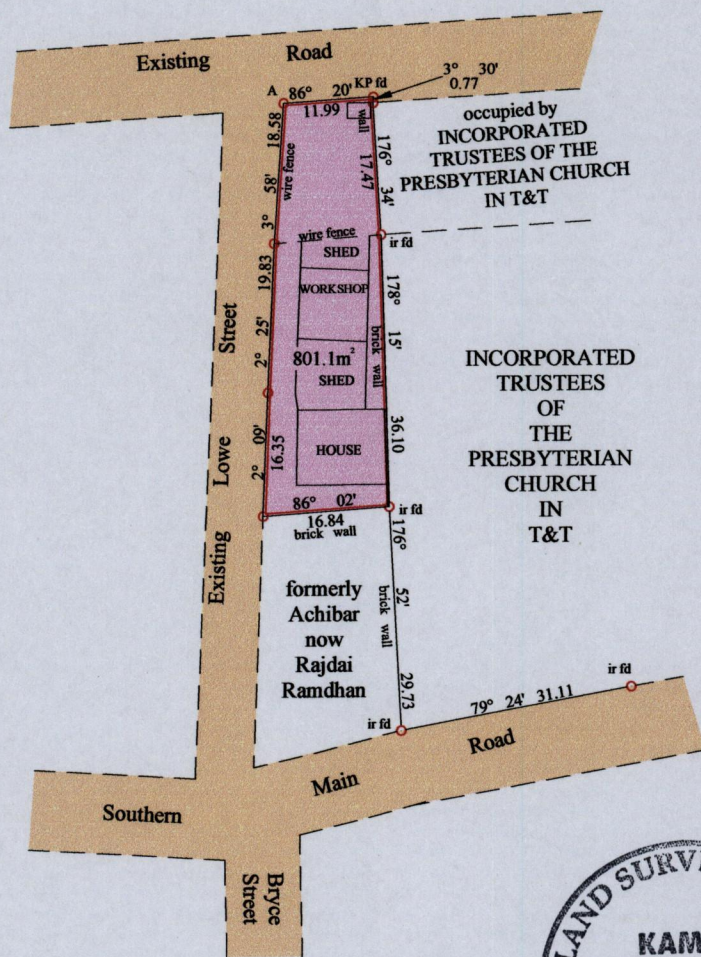 Existing Road
A 86° 20' KP fd
11.99
3° 30'
0.77
18.58
58'
3°
wire fence
wall
176°
17.47
34'
occupied by
INCORPORATED
TRUSTEES OF THE
PRESBYTERIAN CHURCH
IN T&T
wire fence
ir fd
SHED
WORKSHOP
19.83
25'
2°
178°
15'
brick wall
36.10
801.1m²
SHED
HOUSE
09'
2°
16.35
Existing Lowe Street
INCORPORATED
TRUSTEES
OF
THE
PRESBYTERIAN
CHURCH
IN
T&T
86° 02'
16.84
brick wall
ir fd
176°
52'
brick wall
29.73
formerly
Achibar
now
Rajdai
Ramdhan
ir fd
ir fd
79° 24' 31.11
Southern Main Road
Bryce
Street
LAND SURV
KAM